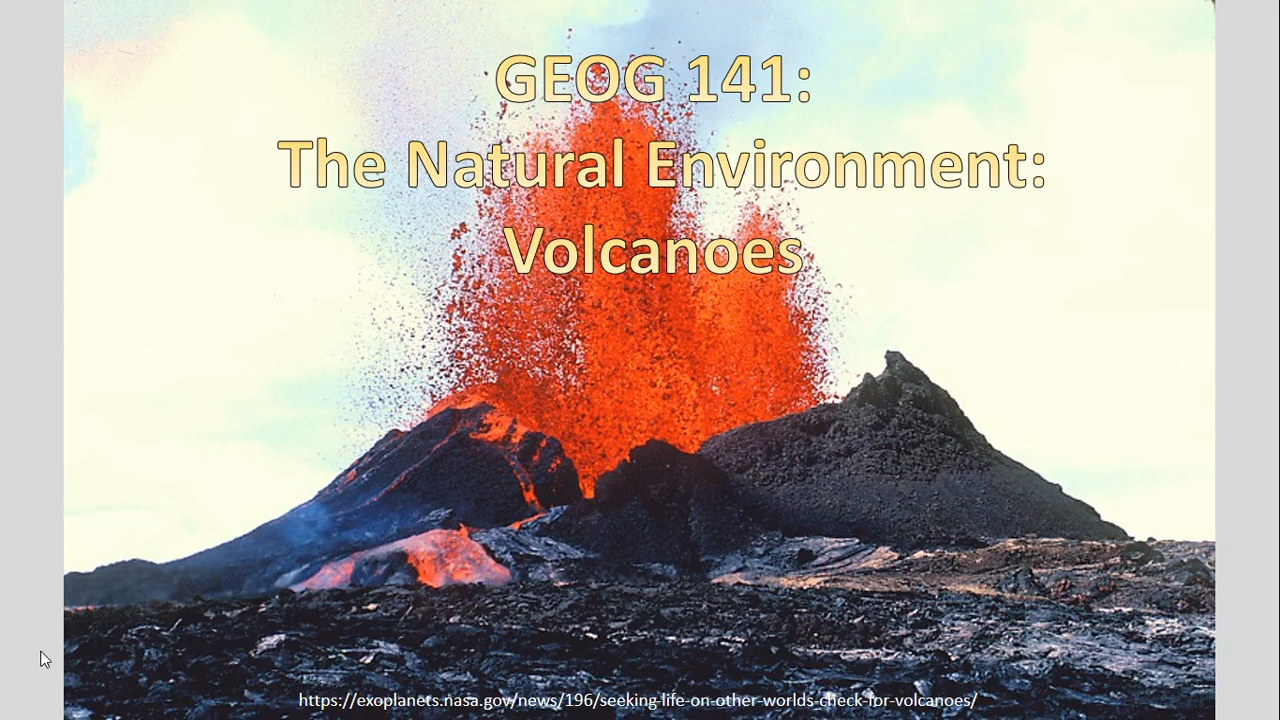 GEOG 141:
The Natural Environment:
Volcanoes
https://exoplanets.nasa.gov/news/196/seeking-life-on-other-worlds-check-for-volcanoes/